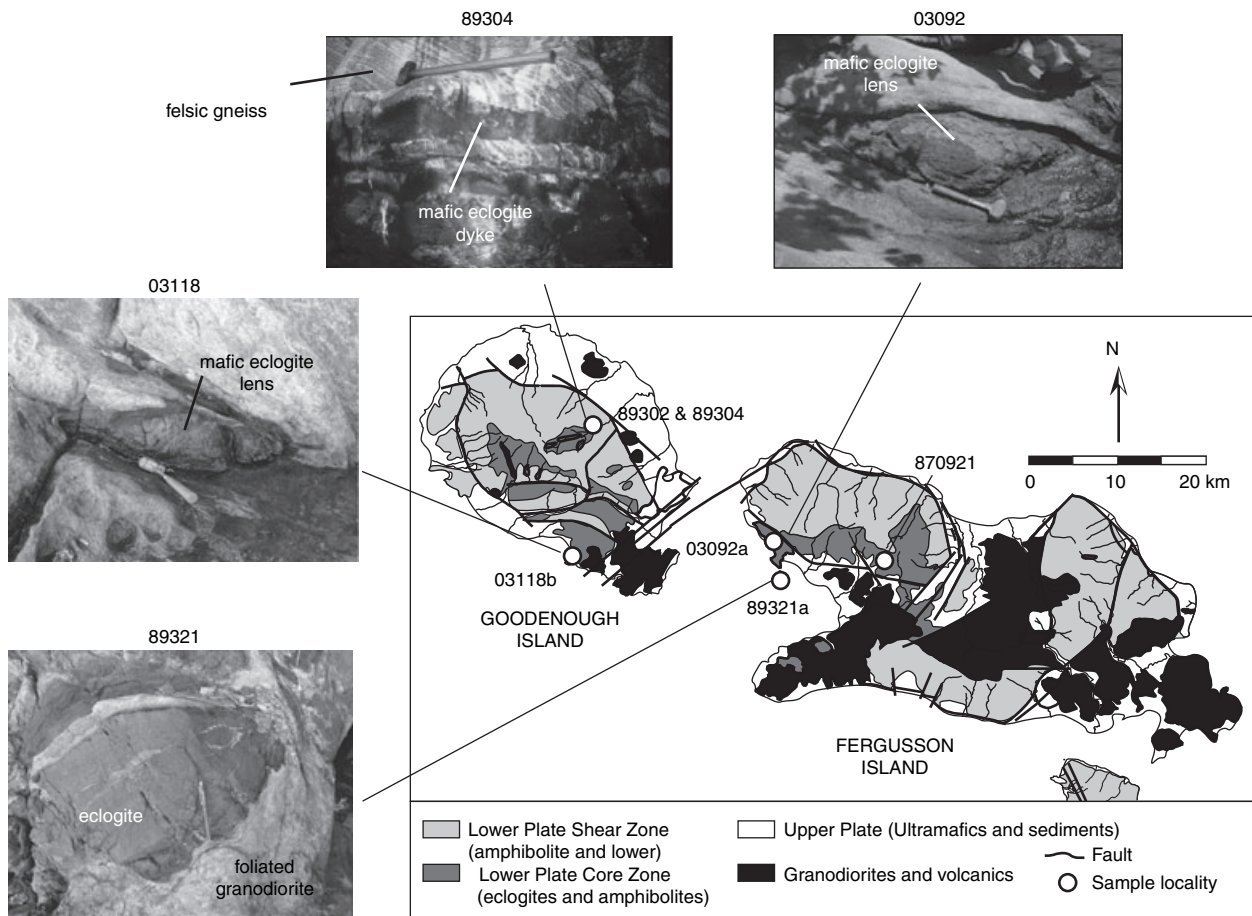 89304
03092
felsic gneiss
mafic eclogite
dyke
mafic eclogite
lens
03118
mafic eclogite
lens
89321
eclogite
foliated
granodiorite
N
0 10 20 km
89302 & 89304
870921
03092a
03118b
89321a
GOODENOUGH
ISLAND
FERGUSSON
ISLAND
Lower Plate Shear Zone
(amphibolite and lower)
Lower Plate Core Zone
(eclogites and amphibolites)
Upper Plate (Ultramafics and sediments)
Granodiorites and volcanics
Fault
Sample locality